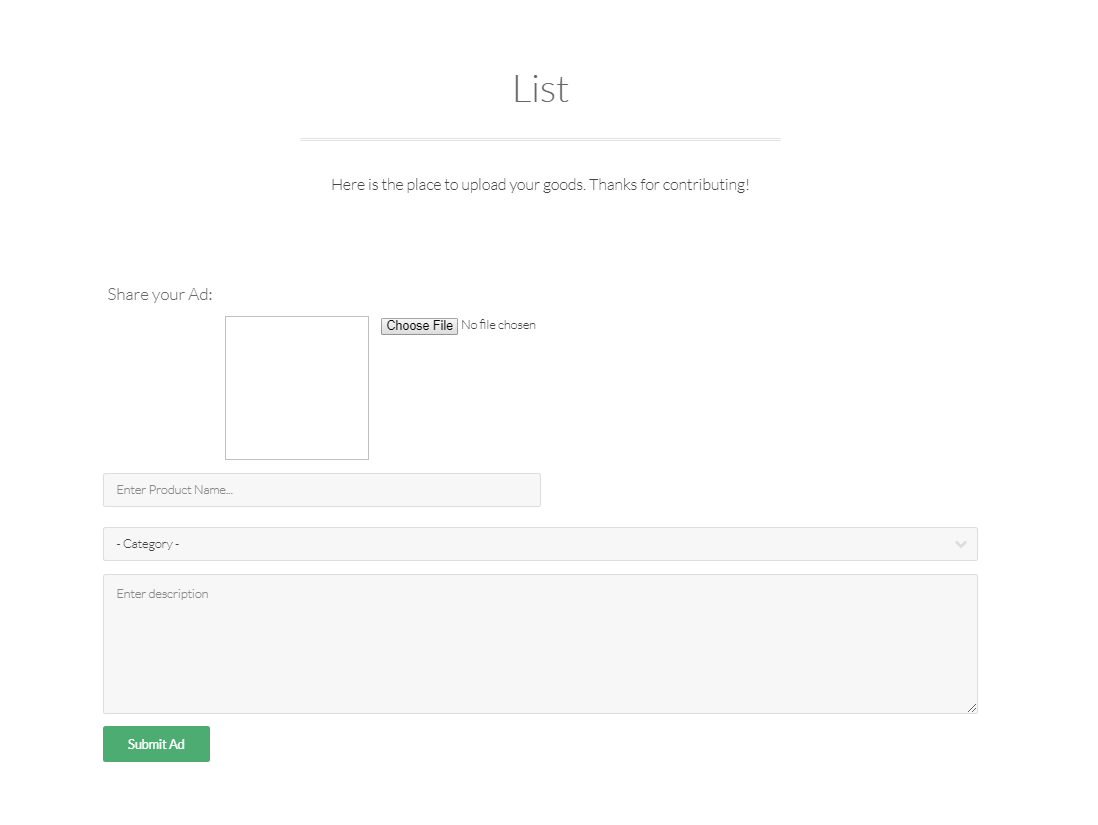 List
Here is the place to upload your goods. Thanks for contributing!
Share your Ad:
Choose File No file chosen
Enter Product Name...
- Category -
Enter description
Submit Ad